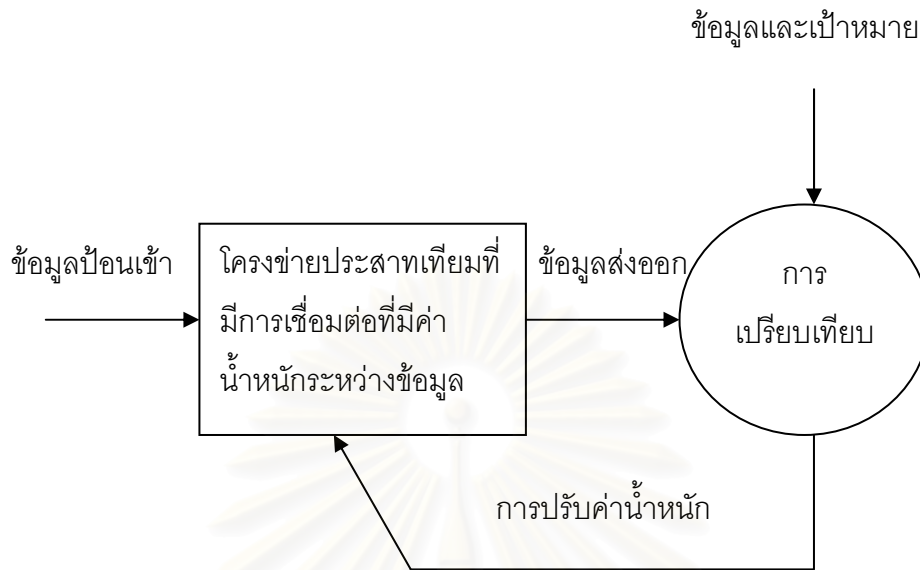 ข้อมูลและเป้าหมาย
ข้อมูลป้อนเข้า
โครงข่ายประสาทเทียมที่
มีการเชื่อมต่อที่มีค่า
น้ำหนักระหว่างข้อมูล
ข้อมูลส่งออก
การ
เปรียบเทียบ
การปรับค่าน้ำหนัก